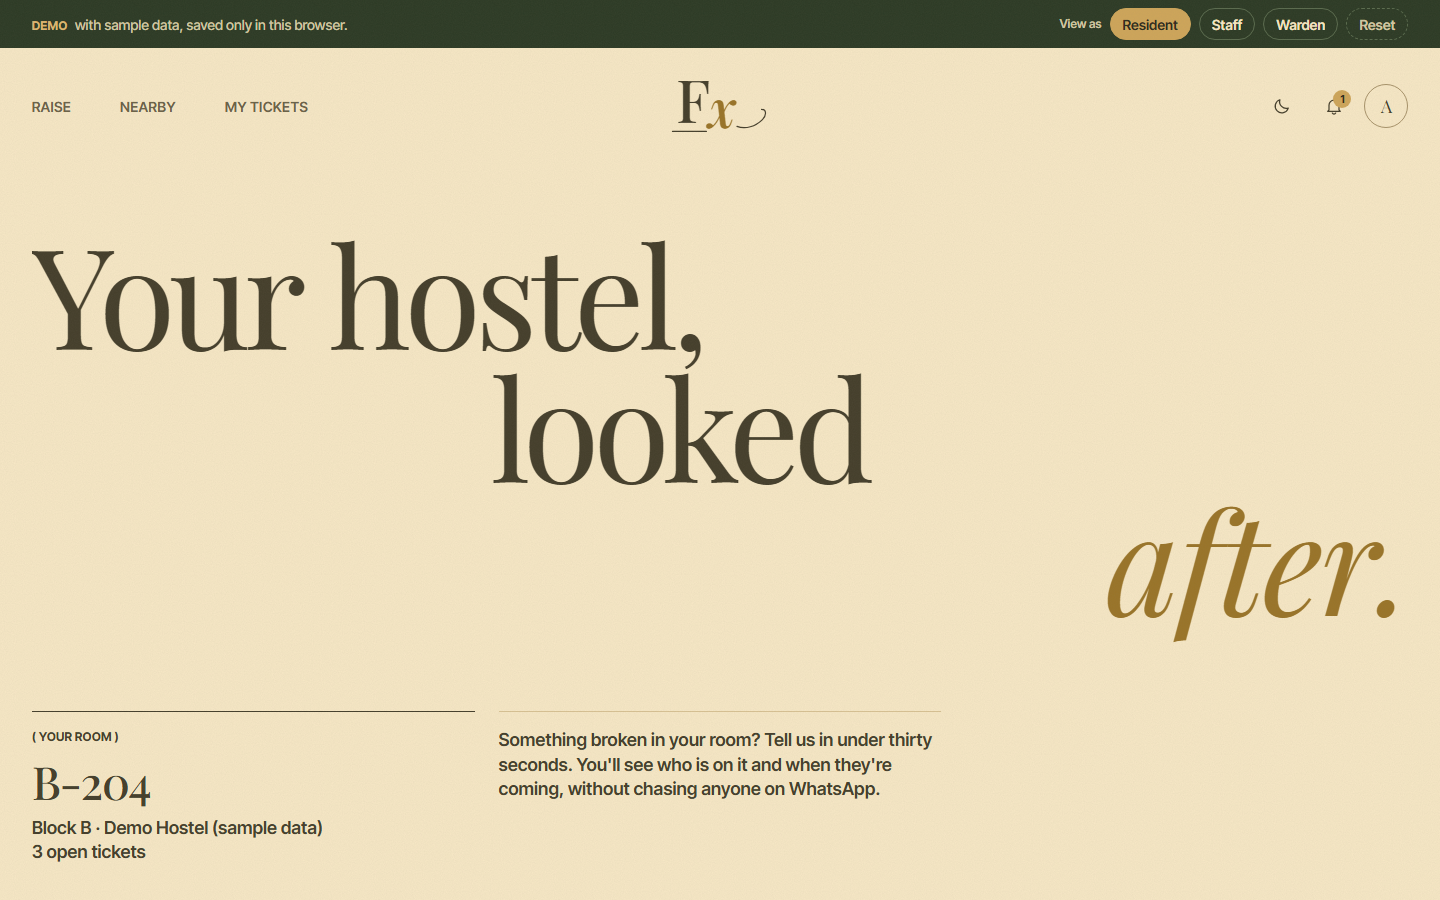 DEMO with sample data, saved only in this browser.
View as Resident Staff Warden Reset
RAISE NEARBY MY TICKETS
Fx
1
A
Your hostel,
looked
after.
( YOUR ROOM )
B-204
Block B · Demo Hostel (sample data)
3 open tickets
Something broken in your room? Tell us in under thirty
seconds. You'll see who is on it and when they're
coming, without chasing anyone on WhatsApp.